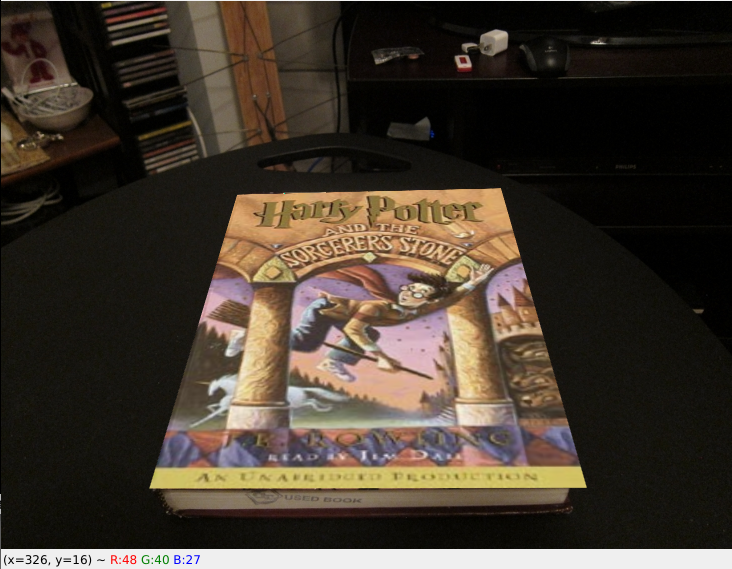 Harry Potter
AND THE
SORCERER'S STONE
J.K. ROWLING
READ BY JIM DALE
AN UNABRIDGED PRODUCTION
USED BOOK
(x=326, y=16) ~ R:48 G:40 B:27